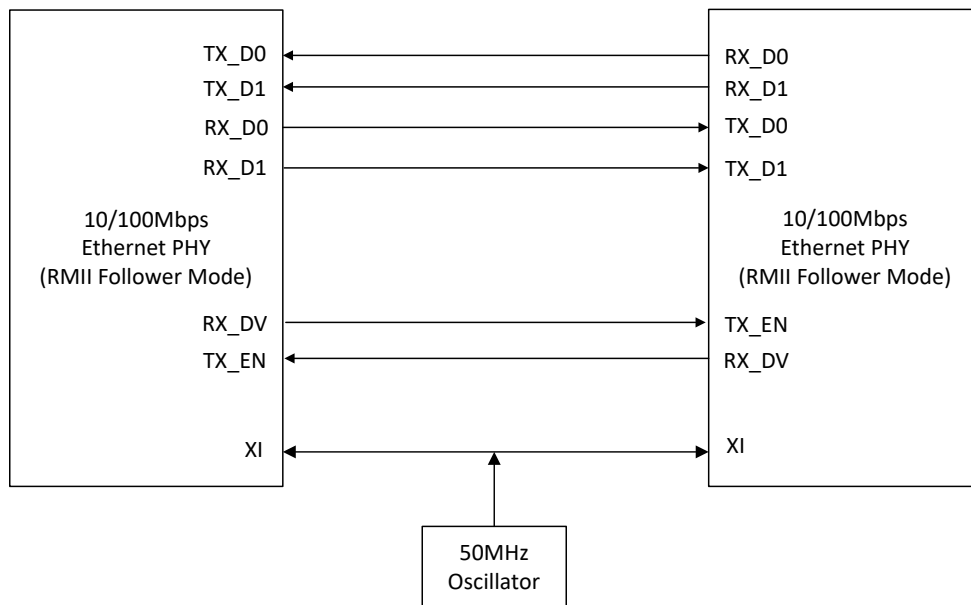 TX_D0
TX_D1
RX_D0
RX_D1
10/100Mbps
Ethernet PHY
(RMII Follower Mode)
RX_DV
TX_EN
XI
RX_D0
RX_D1
TX_D0
TX_D1
10/100Mbps
Ethernet PHY
(RMII Follower Mode)
TX_EN
RX_DV
XI
50MHz
Oscillator